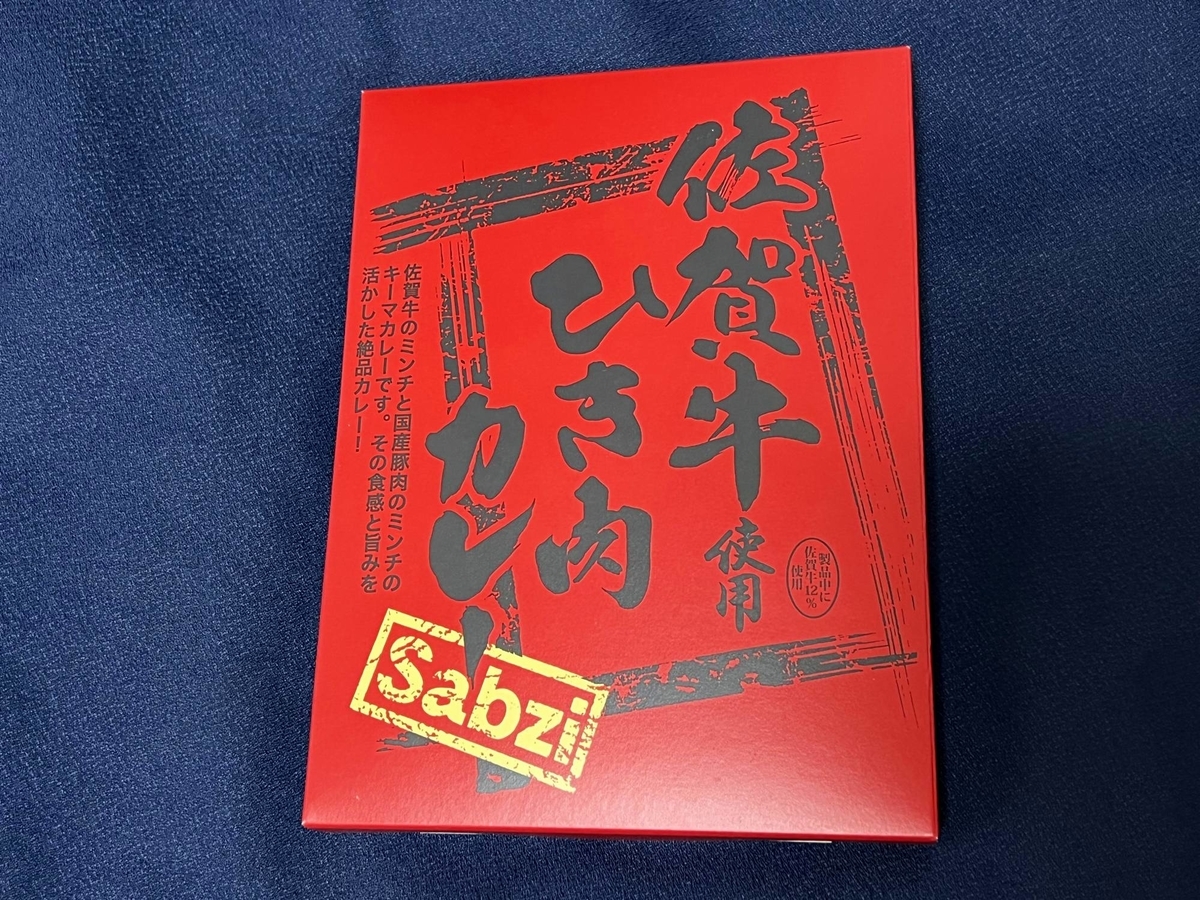 佐賀牛使用
ひき肉
カレー
製品中に
佐賀牛12%
使用
佐賀牛のミンチと国産豚肉のミンチの
キーマカレーです。その食感と旨みを
活かした絶品カレー！
Sabzi